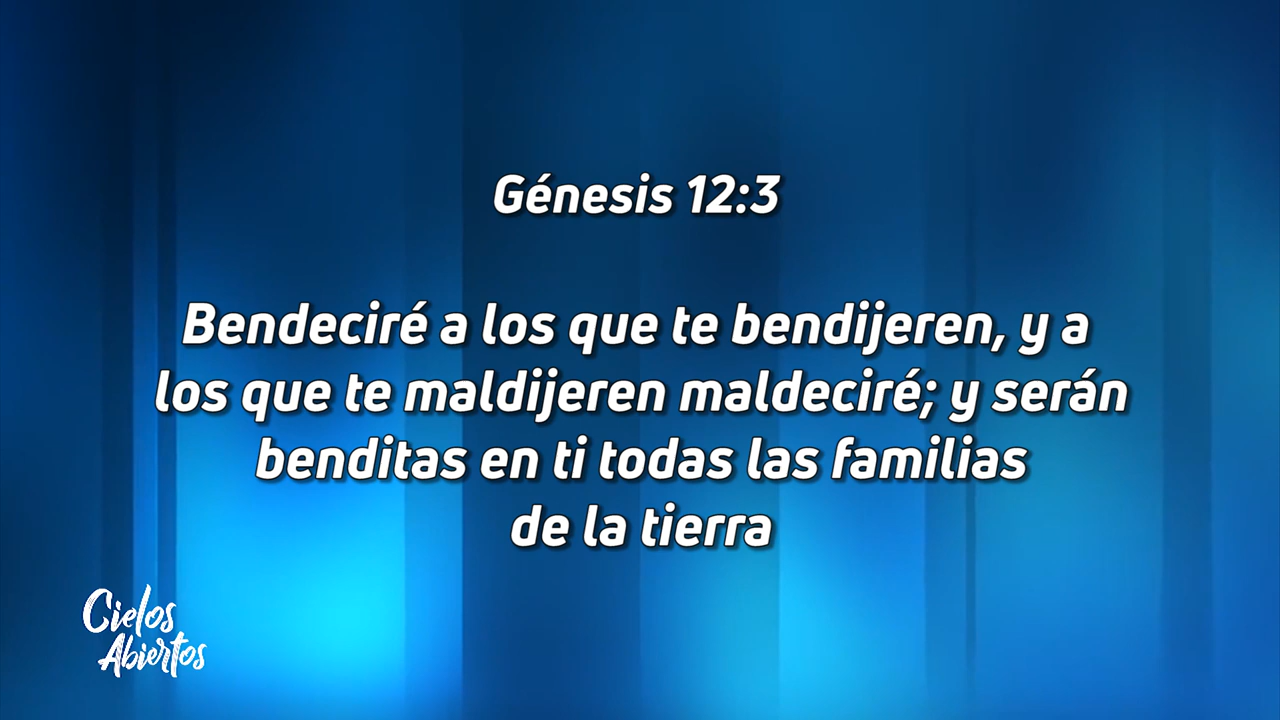 Génesis 12:3
Bendeciré a los que te bendijeren, y a
los que te maldijeren maldeciré; y serán
benditas en ti todas las familias
de la tierra
Cielos
Abiertos